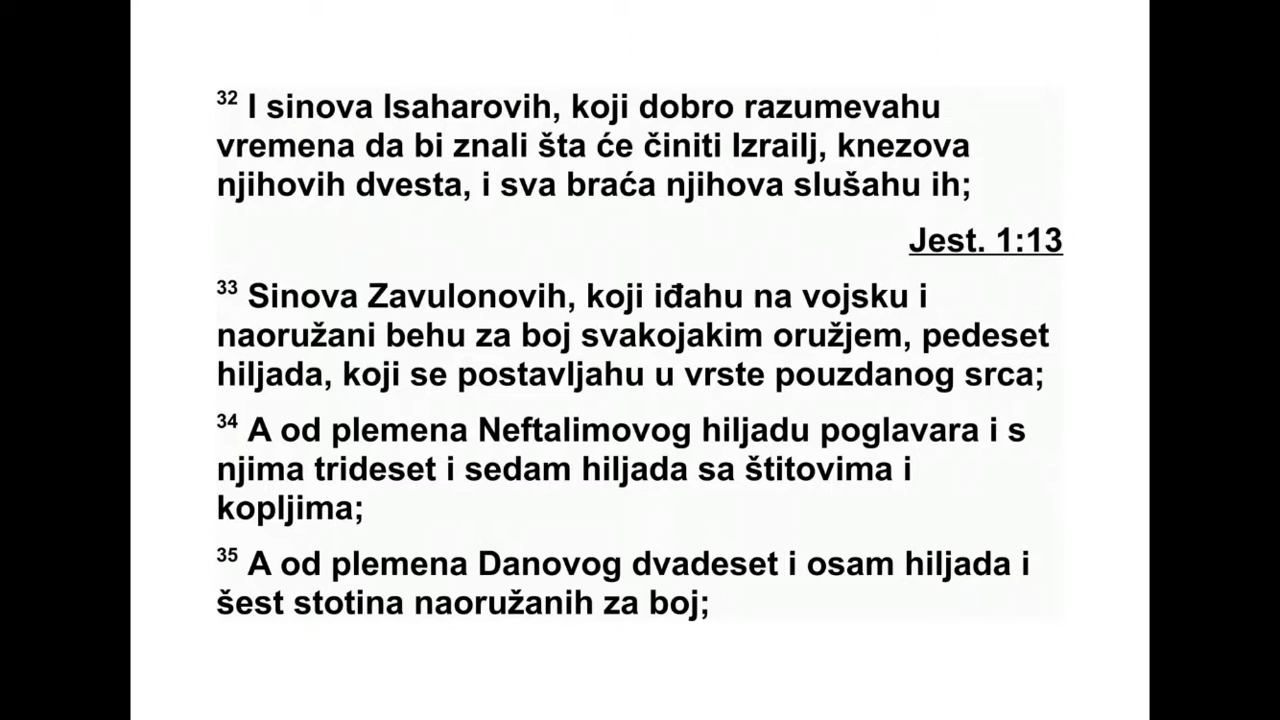 32 I sinova Isaharovih, koji dobro razumevahu
vremena da bi znali šta će činiti Izrailj, knezova
njihovih dvesta, i sva braća njihova slušahu ih;
Jest. 1:13
33 Sinova Zavulonovih, koji iđahu na vojsku i
naoružani behu za boj svakojakim oružjem, pedeset
hiljada, koji se postavljahu u vrste pouzdanog srca;
34 A od plemena Neftalimovog hiljadu poglavara i s
njima trideset i sedam hiljada sa štitovima i
kopljima;
35 A od plemena Danovog dvadeset i osam hiljada i
šest stotina naoružanih za boj;